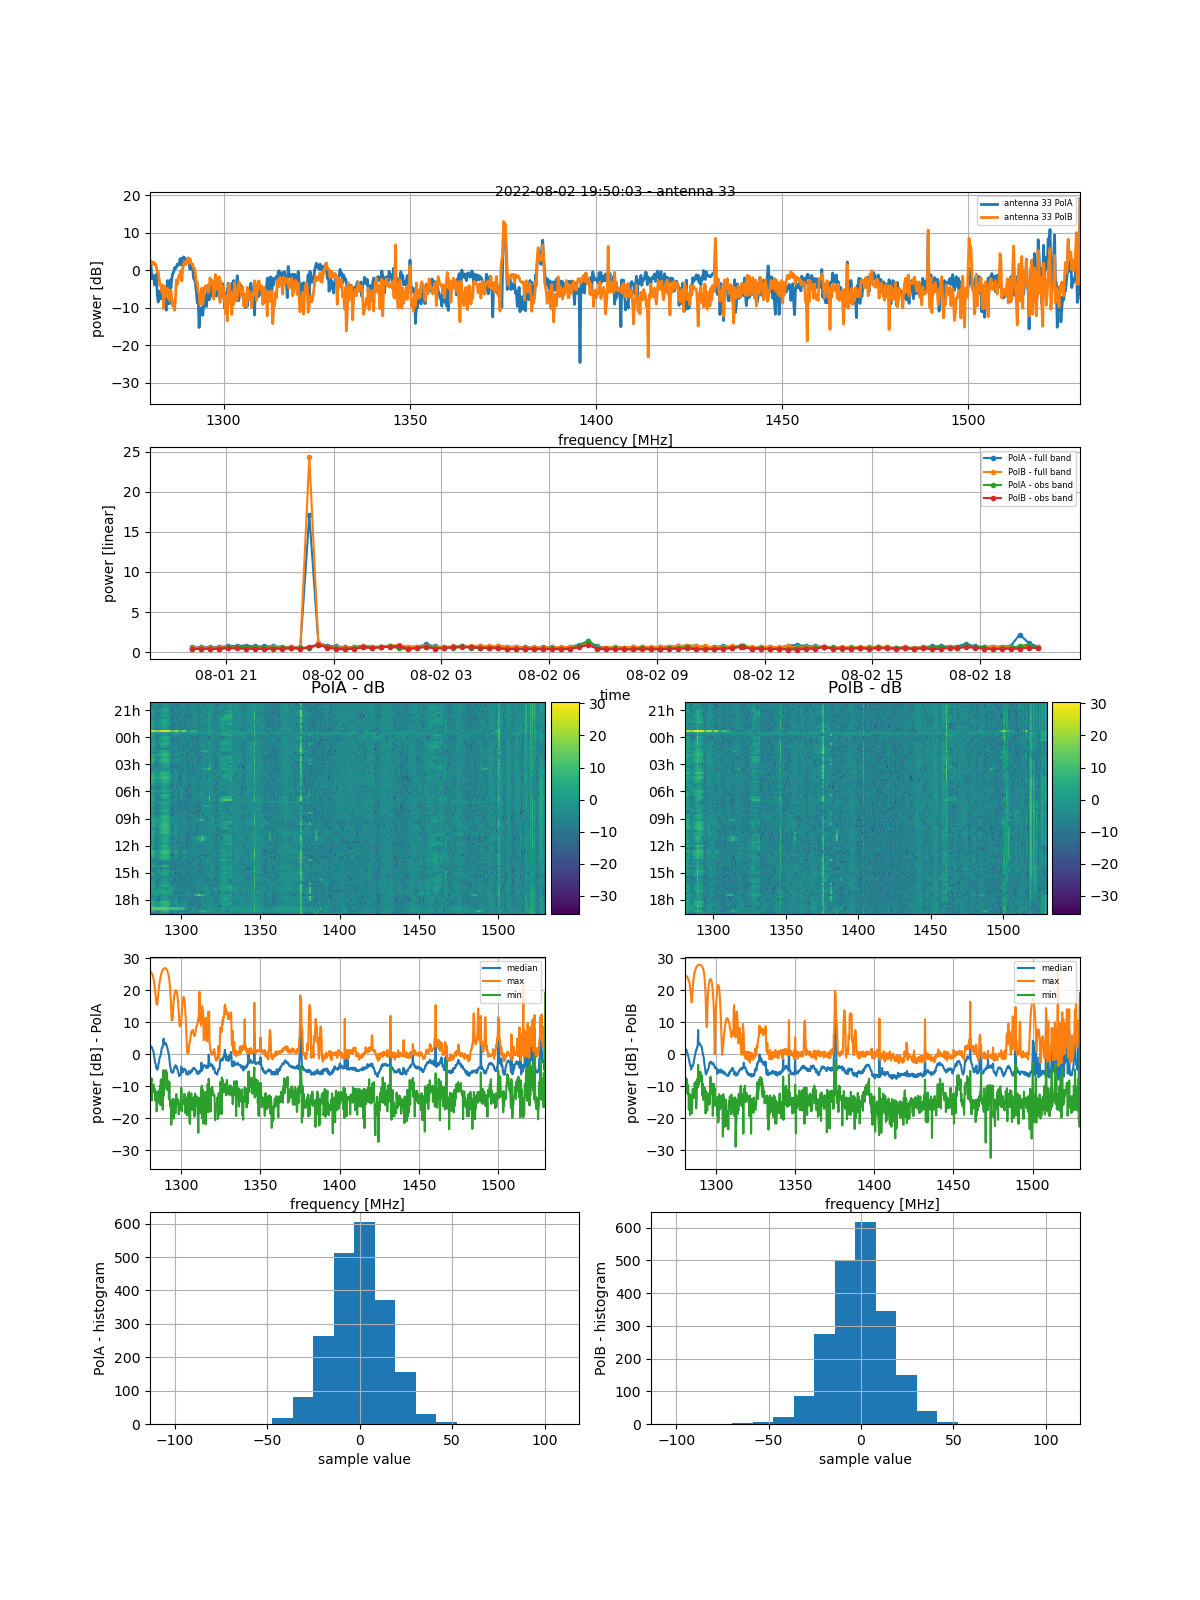 2022-08-02 19:50:03 - antenna 33
power [dB]
20
10
0
−10
−20
−30
antenna 33 PolA
antenna 33 PolB
1300 1350 1400 1450 1500
frequency [MHz]
power [linear]
25
20
15
10
5
0
PolA - full band
PolB - full band
PolA - obs band
PolB - obs band
08-01 21 08-02 00 08-02 03 08-02 06 08-02 09 08-02 12 08-02 15 08-02 18
time
PolA - dB
21h
00h
03h
06h
09h
12h
15h
18h
1300 1350 1400 1450 1500
30
20
10
0
−10
−20
−30
PolB - dB
21h
00h
03h
06h
09h
12h
15h
18h
1300 1350 1400 1450 1500
30
20
10
0
−10
−20
−30
power [dB] - PolA
30
20
10
0
−10
−20
−30
median
max
min
1300 1350 1400 1450 1500
frequency [MHz]
power [dB] - PolB
30
20
10
0
−10
−20
−30
median
max
min
1300 1350 1400 1450 1500
frequency [MHz]
PolA - histogram
600
500
400
300
200
100
0
−100 −50 0 50 100
sample value
PolB - histogram
600
500
400
300
200
100
0
−100 −50 0 50 100
sample value